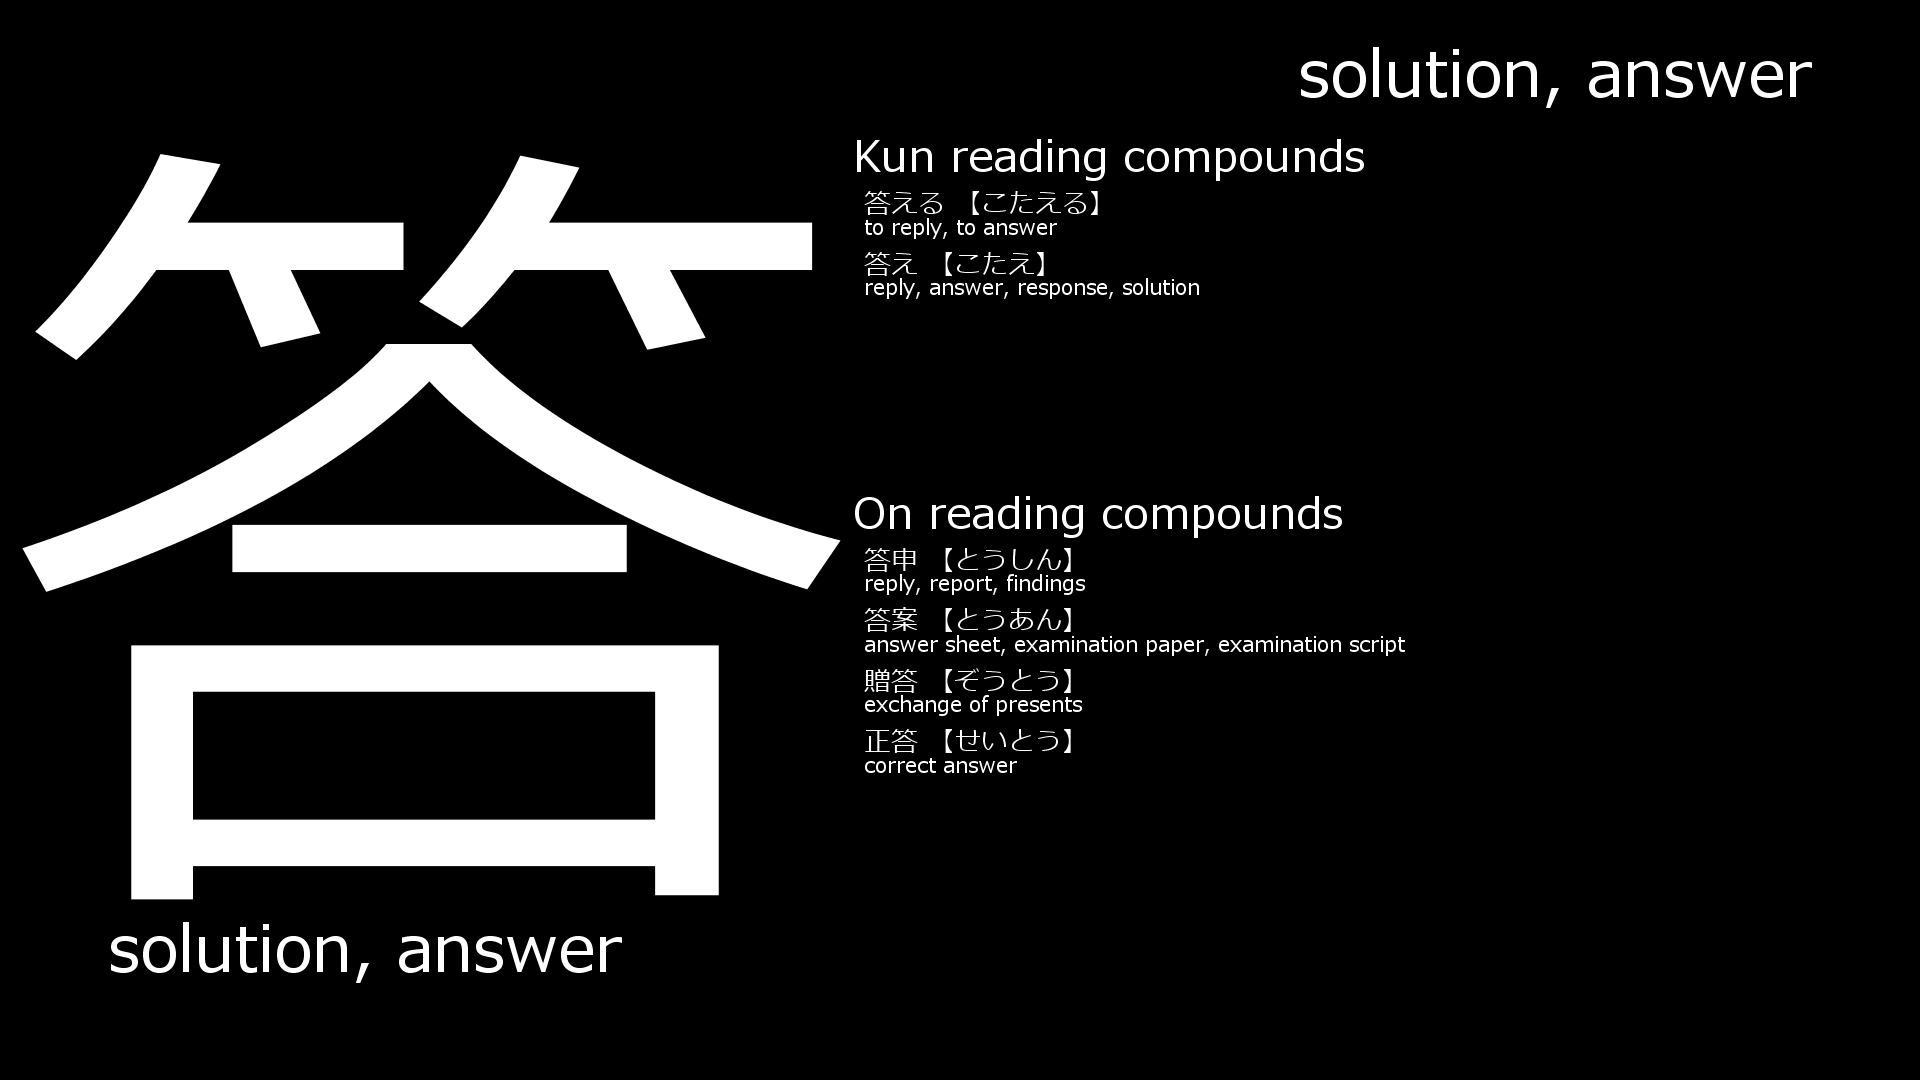 solution, answer
答
solution, answer
Kun reading compounds
答える 【こたえる】
to reply, to answer
答え 【こたえ】
reply, answer, response, solution
On reading compounds
答申 【とうしん】
reply, report, findings
答案 【とうあん】
answer sheet, examination paper, examination script
贈答 【ぞうとう】
exchange of presents
正答 【せいとう】
correct answer